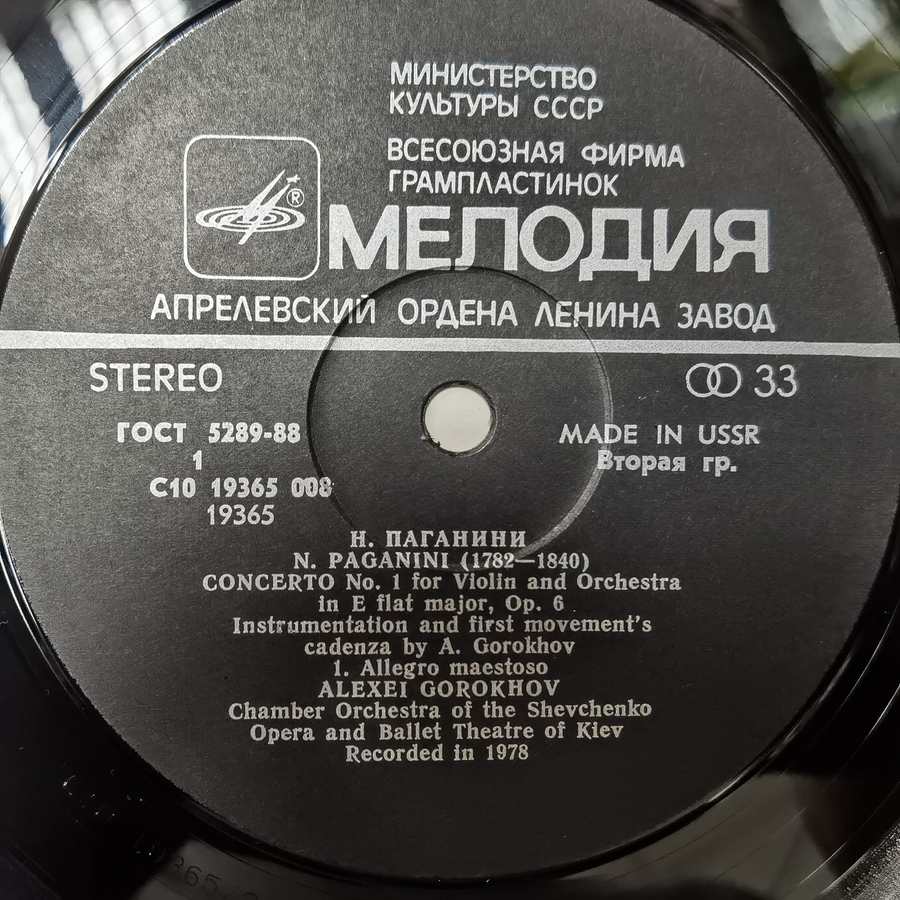 МИНИСТЕРСТВО
КУЛЬТУРЫ СССР
ВСЕСОЮЗНАЯ ФИРМА
ГРАМПЛАСТИНОК
®
МЕЛОДИЯ
АПРЕЛЕВСКИЙ ОРДЕНА ЛЕНИНА ЗАВОД
STEREO
33
ГОСТ 5289-88
MADE IN USSR
1
Вторая гр.
С10 19365 008
19365
Н. ПАГАНИНИ
N. PAGANINI (1782—1840)
CONCERTO No. 1 for Violin and Orchestra
in E flat major, Op. 6
Instrumentation and first movement's
cadenza by A. Gorokhov
1. Allegro maestoso
ALEXEI GOROKHOV
Chamber Orchestra of the Shevchenko
Opera and Ballet Theatre of Kiev
Recorded in 1978